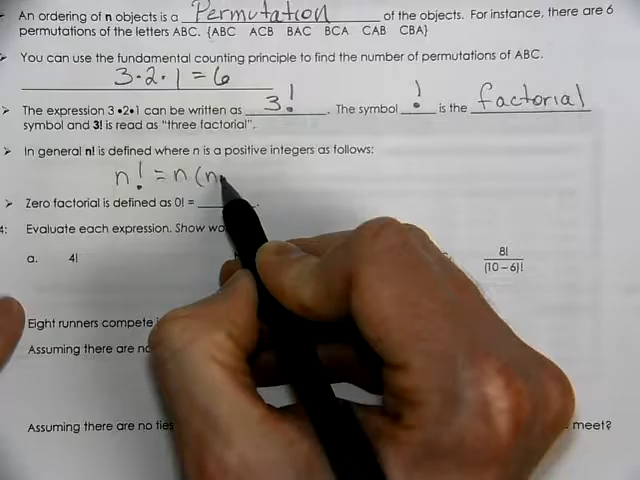 An ordering of n objects is a Permutation of the objects. For instance, there are 6
permutations of the letters ABC. {ABC ACB BAC BCA CAB CBA}
You can use the fundamental counting principle to find the number of permutations of ABC.
3•2•1 = 6
The expression 3•2•1 can be written as 3!. The symbol ! is the factorial
symbol and 3! is read as "three factorial".
In general n! is defined where n is a positive integers as follows:
n! = n (n
Zero factorial is defined as 0! = ____.
4: Evaluate each expression. Show
a. 4!
8!
(10 – 6)!
Eight runners compete
Assuming there are
Assuming there are no ties meet?